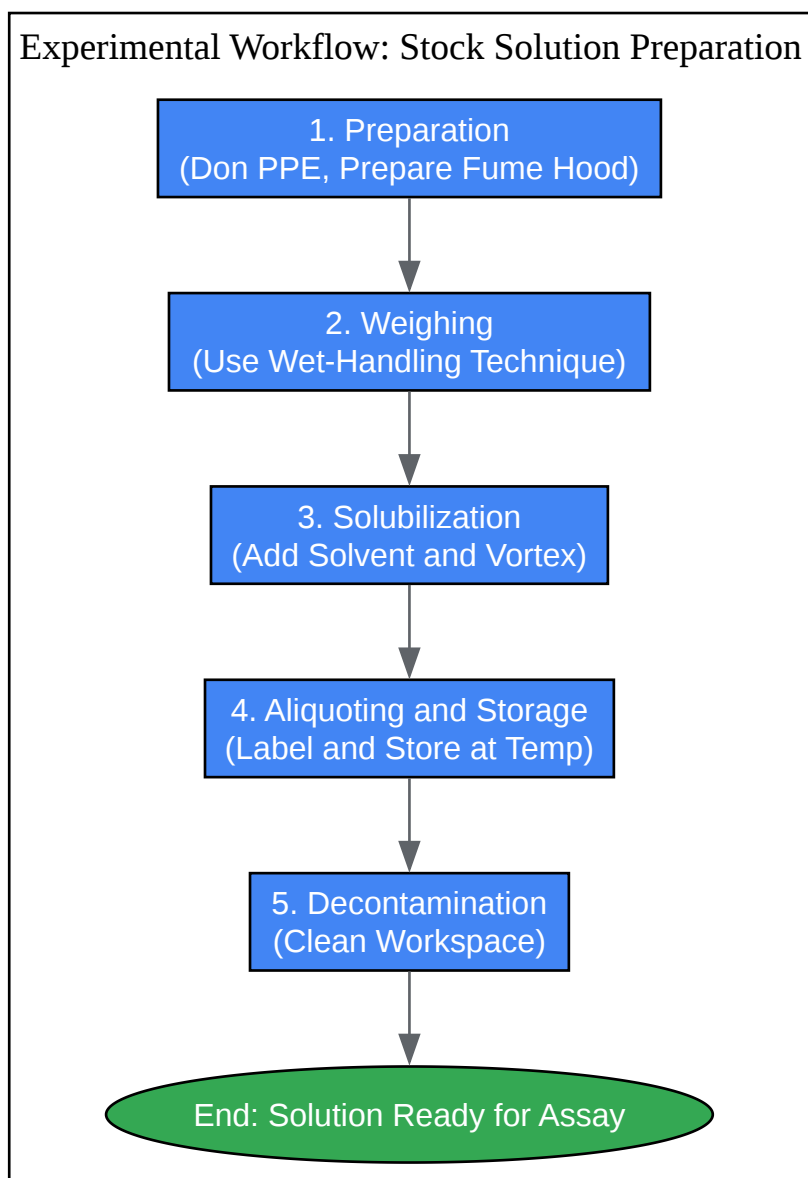 Experimental Workflow: Stock Solution Preparation
1. Preparation
(Don PPE, Prepare Fume Hood)
2. Weighing
(Use Wet-Handling Technique)
3. Solubilization
(Add Solvent and Vortex)
4. Aliquoting and Storage
(Label and Store at Temp)
5. Decontamination
(Clean Workspace)
End: Solution Ready for Assay